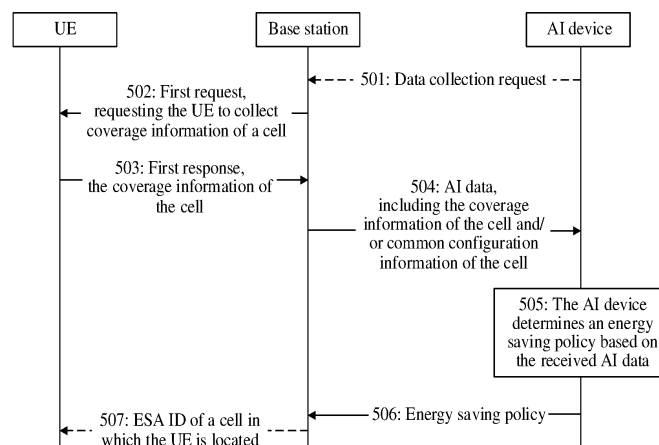 UE
Base station
AI device
501: Data collection request
502: First request,
requesting the UE to collect
coverage information of a cell
503: First response,
the coverage information of
the cell
504: AI data,
including the coverage
information of the cell and/
or common configuration
information of the cell
505: The AI device
determines an energy
saving policy based on
the received AI data
506: Energy saving policy
507: ESA ID of a cell in
which the UE is located